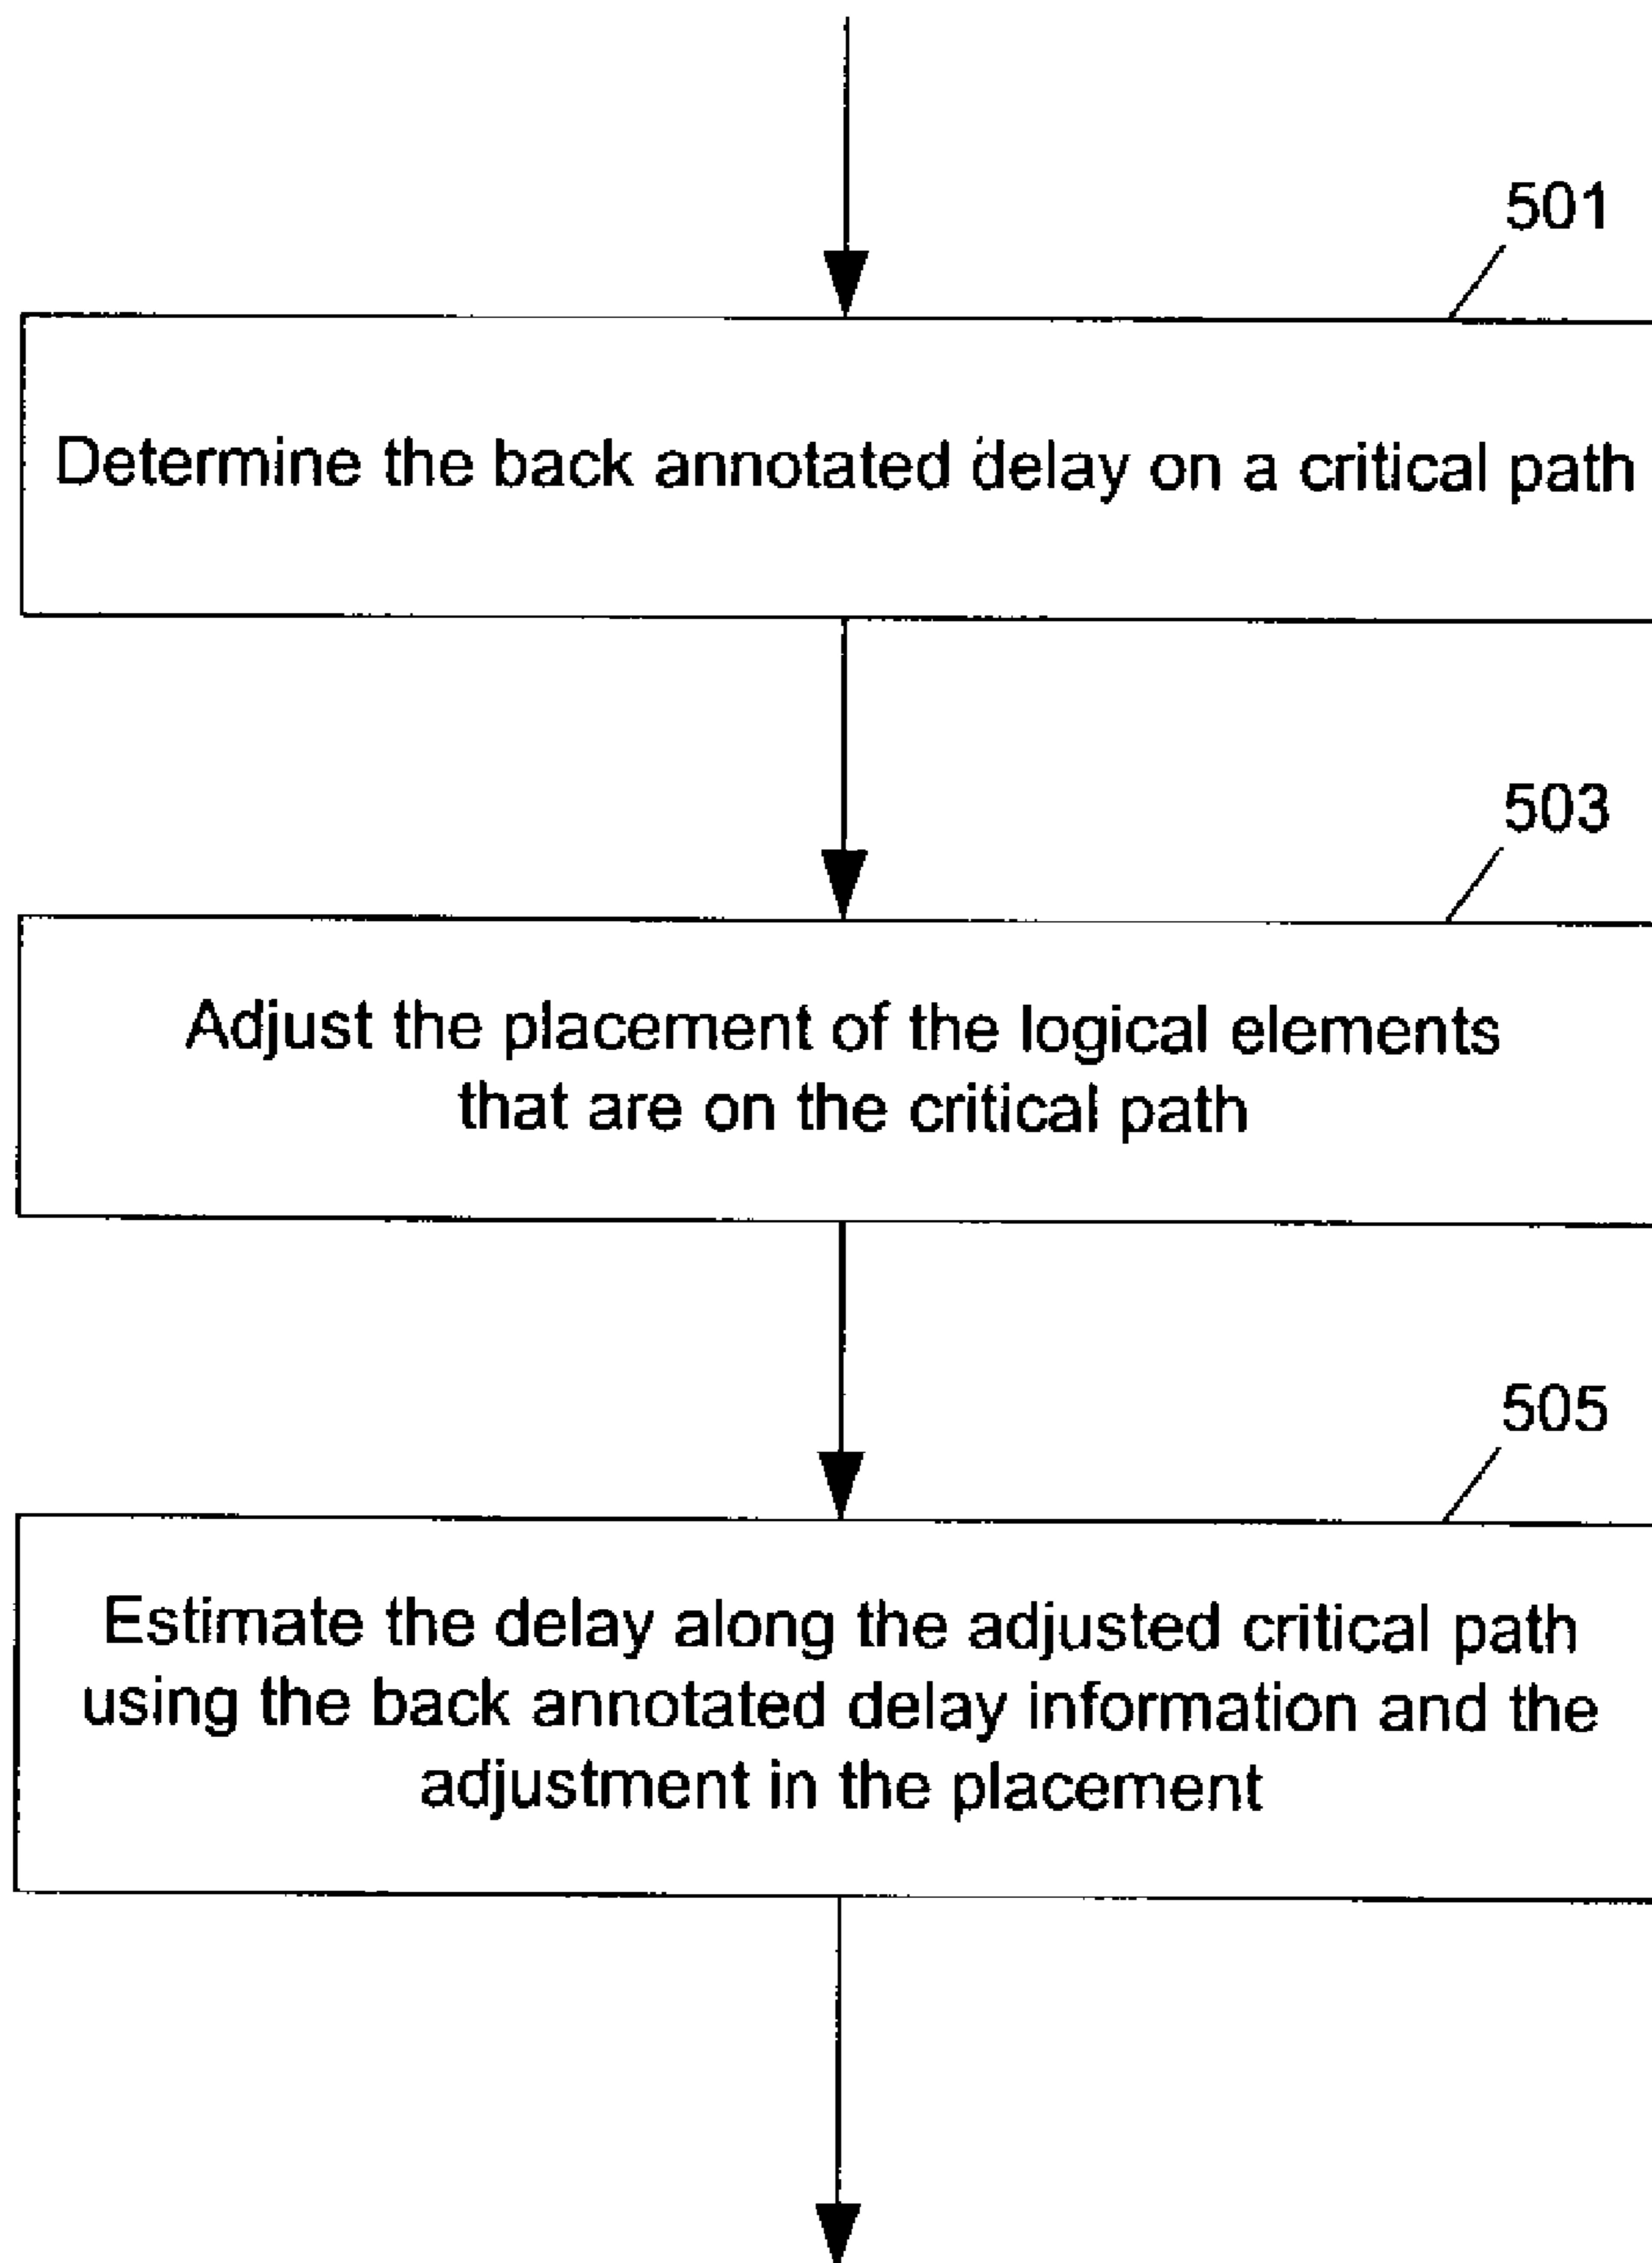 501
Determine the back annotated delay on a critical path
503
Adjust the placement of the logical elements
that are on the critical path
505
Estimate the delay along the adjusted critical path
using the back annotated delay information and the
adjustment in the placement